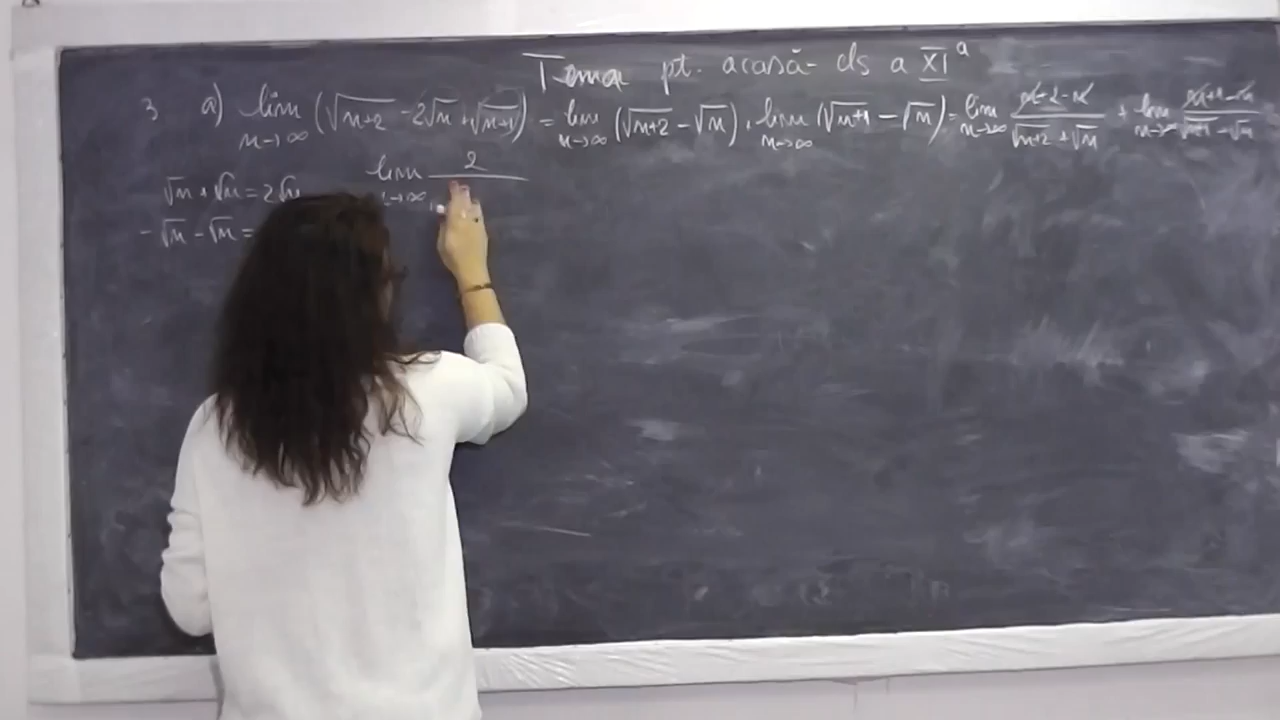 Tema pt. acasă - cls a XI a
3 a) lim n→∞ (√n+2 - 2√n + √n+1) = lim n→∞ (√n+2 - √n) + lim n→∞ (√n+1 - √n) = lim n→∞ (n+2-n)/(√n+2 + √n) + lim n→∞ (n+1-n)/(√n+1 - √n)
√n + √n = 2√n lim n→∞ 2
-√n - √n =